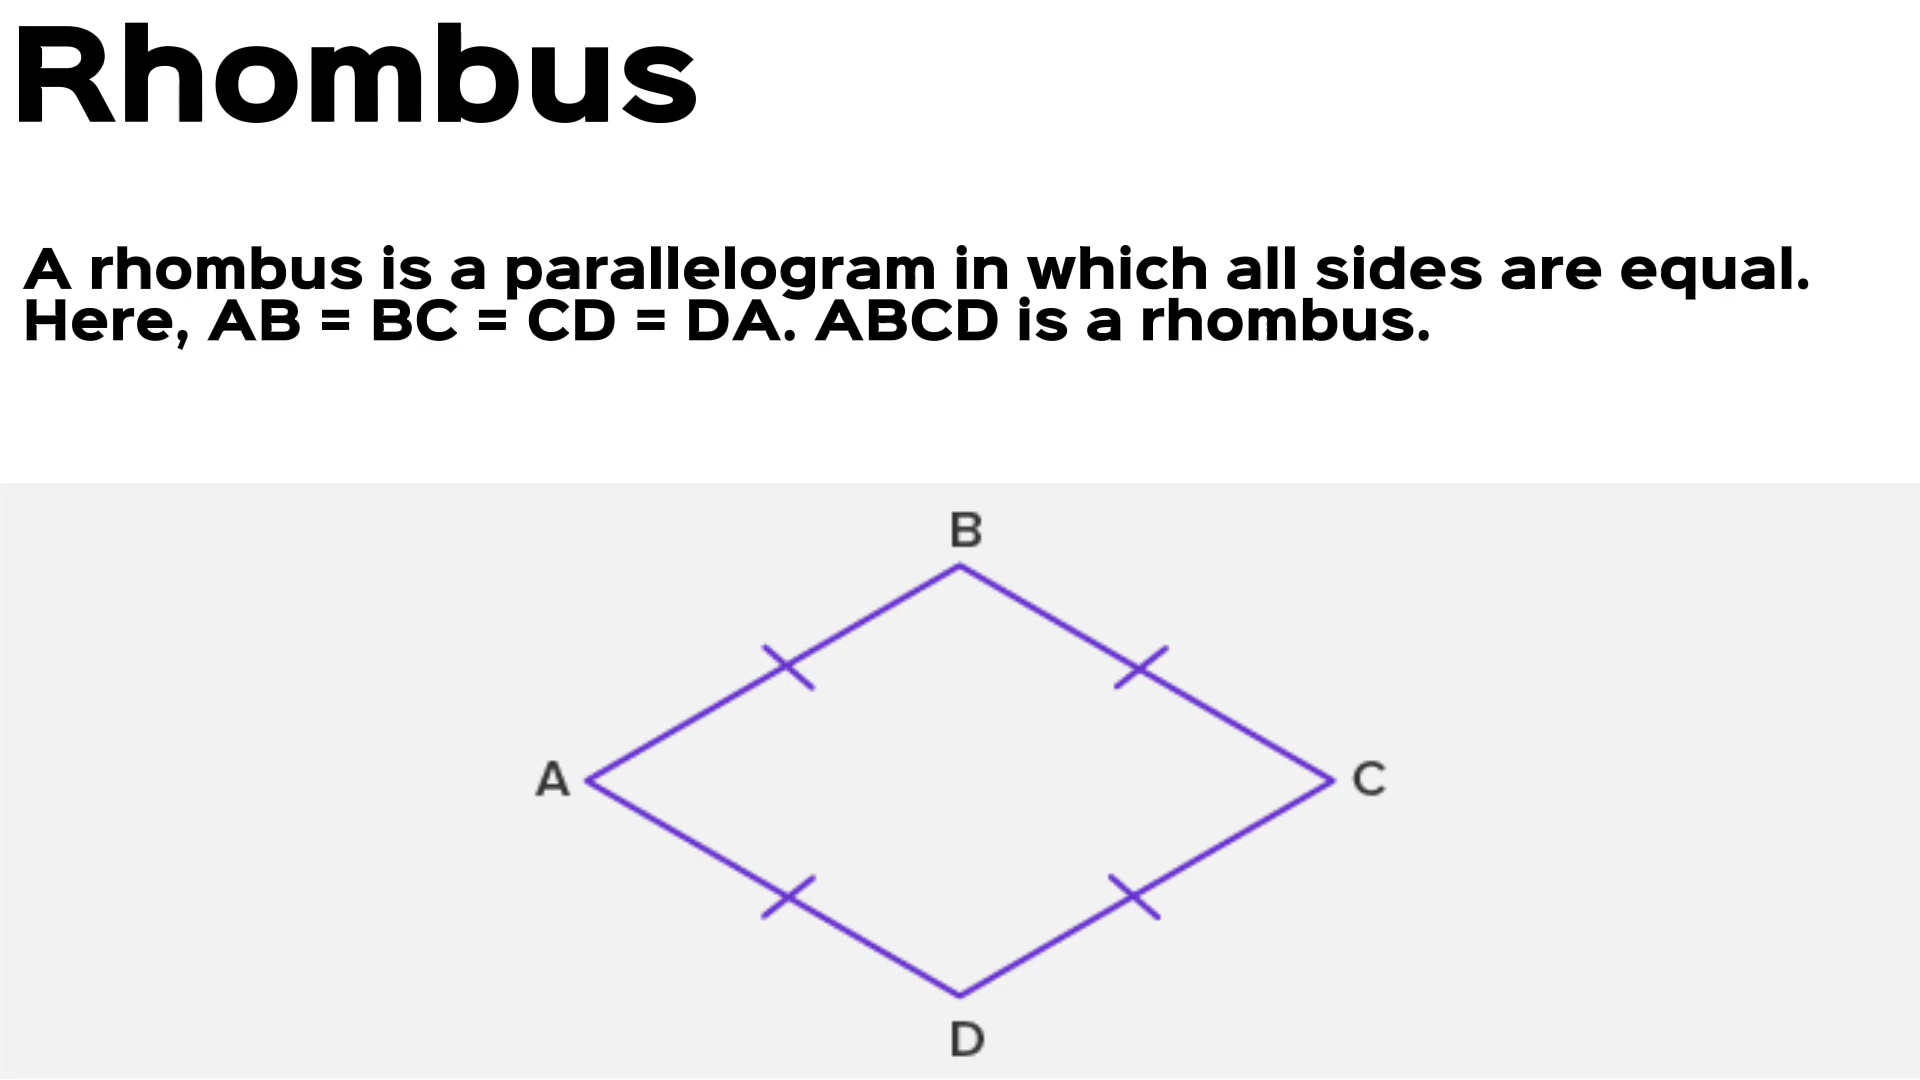 Rhombus
A rhombus is a parallelogram in which all sides are equal.
Here, AB = BC = CD = DA. ABCD is a rhombus.
B
A
C
D